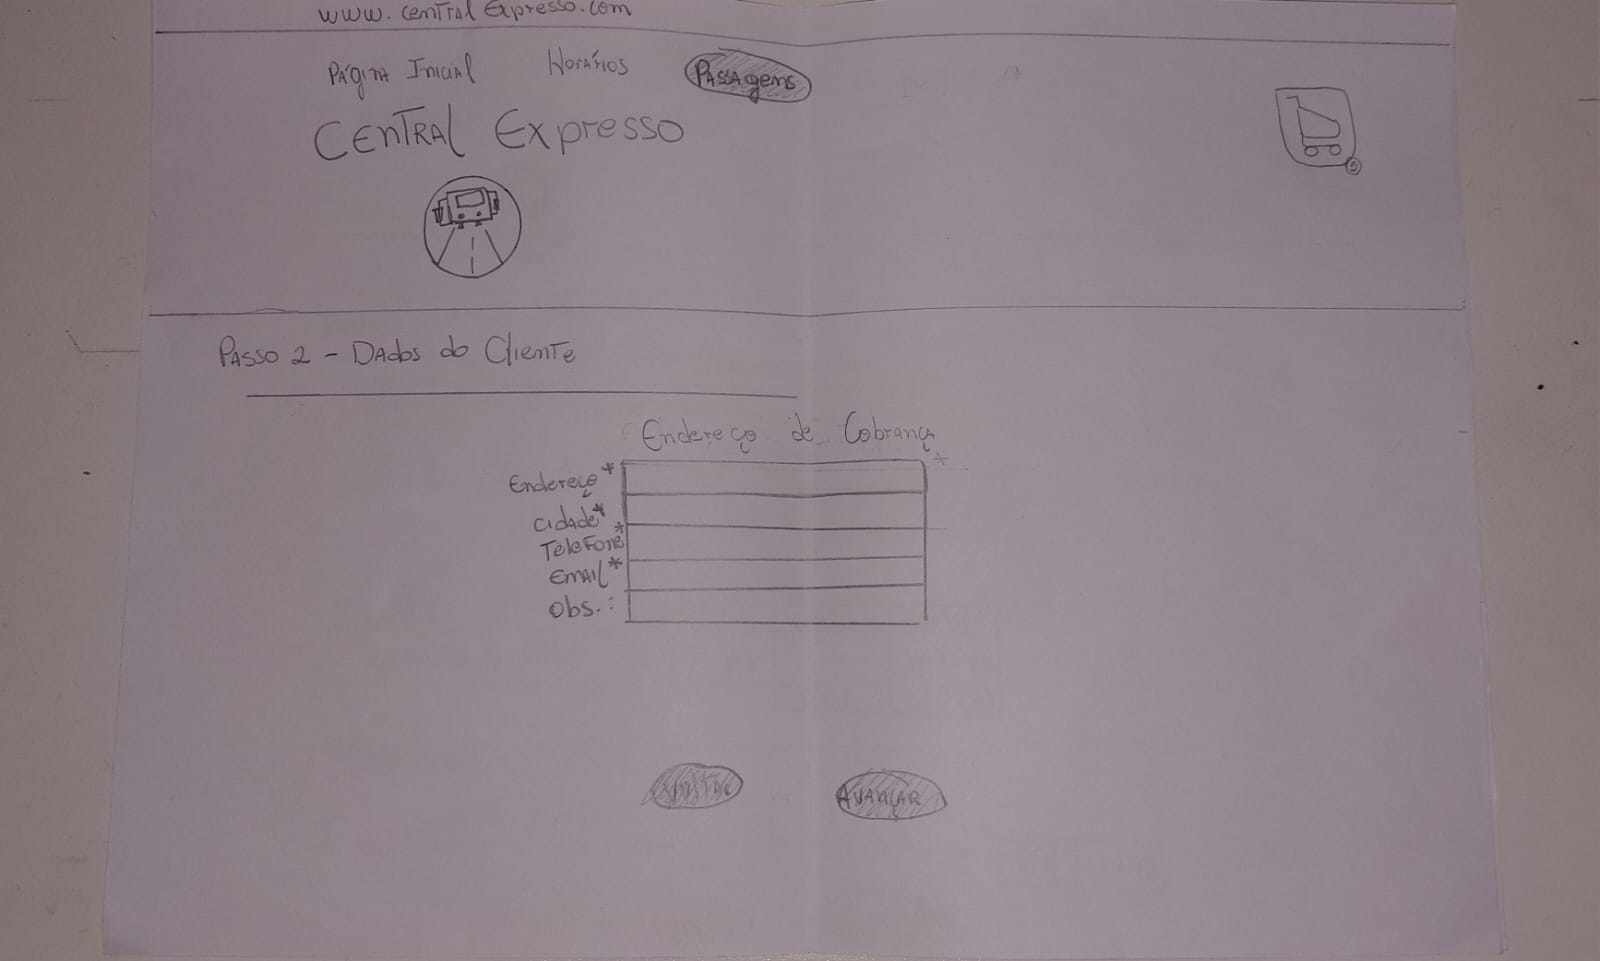 www.centralExpresso.com
Página Inicial Horários Passagens
Central Expresso
Passo 2 - Dados do Cliente
Endereço de Cobrança
*
Endereço*
Cidade*
Telefone*
Email*
Obs.:
Avançar